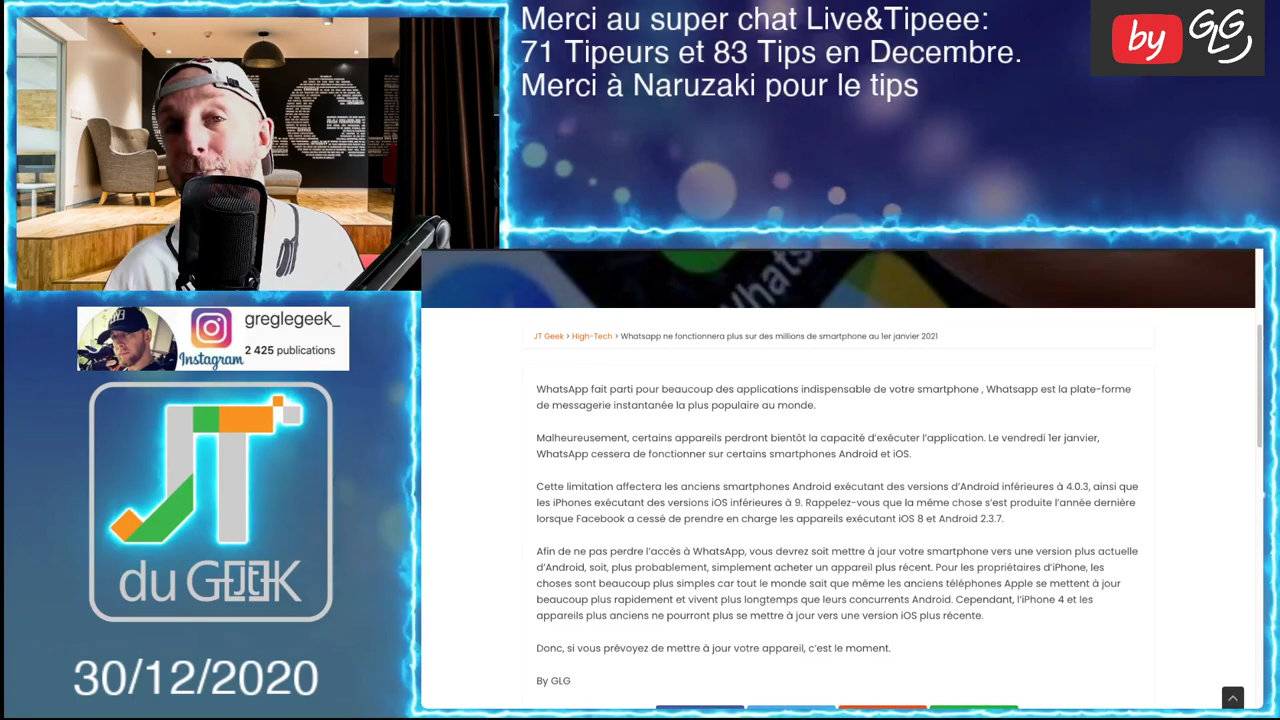 Merci au super chat Live&Tipeee:
71 Tipeurs et 83 Tips en Decembre.
Merci à Naruzaki pour le tips
by GLG
greglegeek_
2 425 publications
Instagram
JT
du GEEK
30/12/2020
Whats
JT Geek > High-Tech > Whatsapp ne fonctionnera plus sur des millions de smartphone au 1er janvier 2021
WhatsApp fait parti pour beaucoup des applications indispensable de votre smartphone , Whatsapp est la plate-forme
de messagerie instantanée la plus populaire au monde.
Malheureusement, certains appareils perdront bientôt la capacité d'exécuter l'application. Le vendredi 1er janvier,
WhatsApp cessera de fonctionner sur certains smartphones Android et iOS.
Cette limitation affectera les anciens smartphones Android exécutant des versions d'Android inférieures à 4.0.3, ainsi que
les iPhones exécutant des versions iOS inférieures à 9. Rappelez-vous que la même chose s'est produite l'année dernière
lorsque Facebook a cessé de prendre en charge les appareils exécutant iOS 8 et Android 2.3.7.
Afin de ne pas perdre l'accès à WhatsApp, vous devrez soit mettre à jour votre smartphone vers une version plus actuelle
d'Android, soit, plus probablement, simplement acheter un appareil plus récent. Pour les propriétaires d'iPhone, les
choses sont beaucoup plus simples car tout le monde sait que même les anciens téléphones Apple se mettent à jour
beaucoup plus rapidement et vivent plus longtemps que leurs concurrents Android. Cependant, l'iPhone 4 et les
appareils plus anciens ne pourront plus se mettre à jour vers une version iOS plus récente.
Donc, si vous prévoyez de mettre à jour votre appareil, c'est le moment.
By GLG